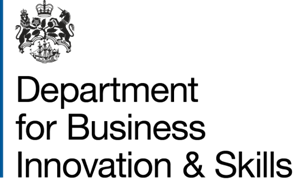 Department
for Business
Innovation & Skills